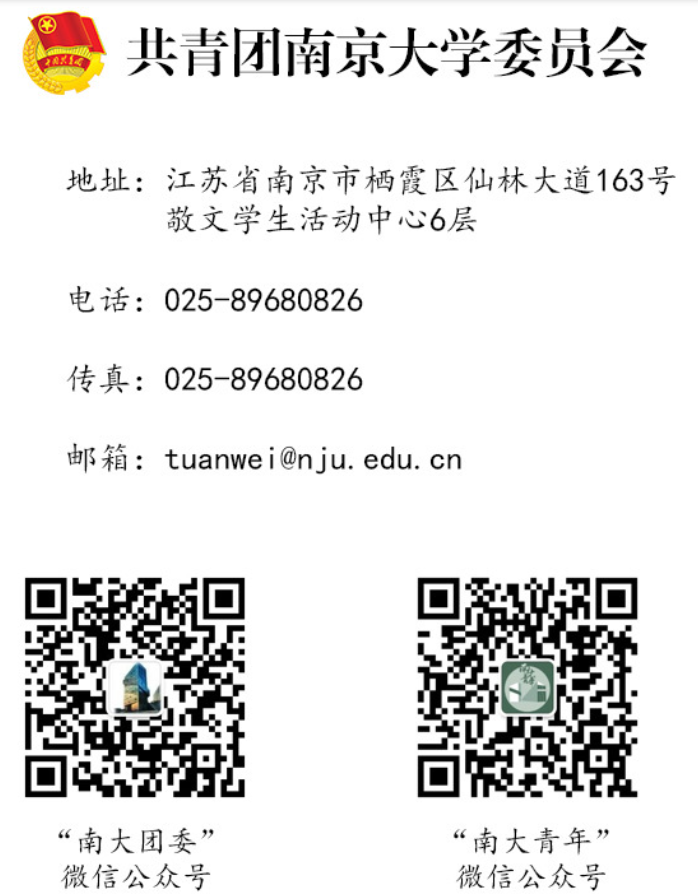 共青团南京大学委员会
地址：江苏省南京市栖霞区仙林大道163号
敬文学生活动中心6层
电话：025-89680826
传真：025-89680826
邮箱：tuanwei@nju.edu.cn
“南大团委” “南大青年”
微信公众号 微信公众号